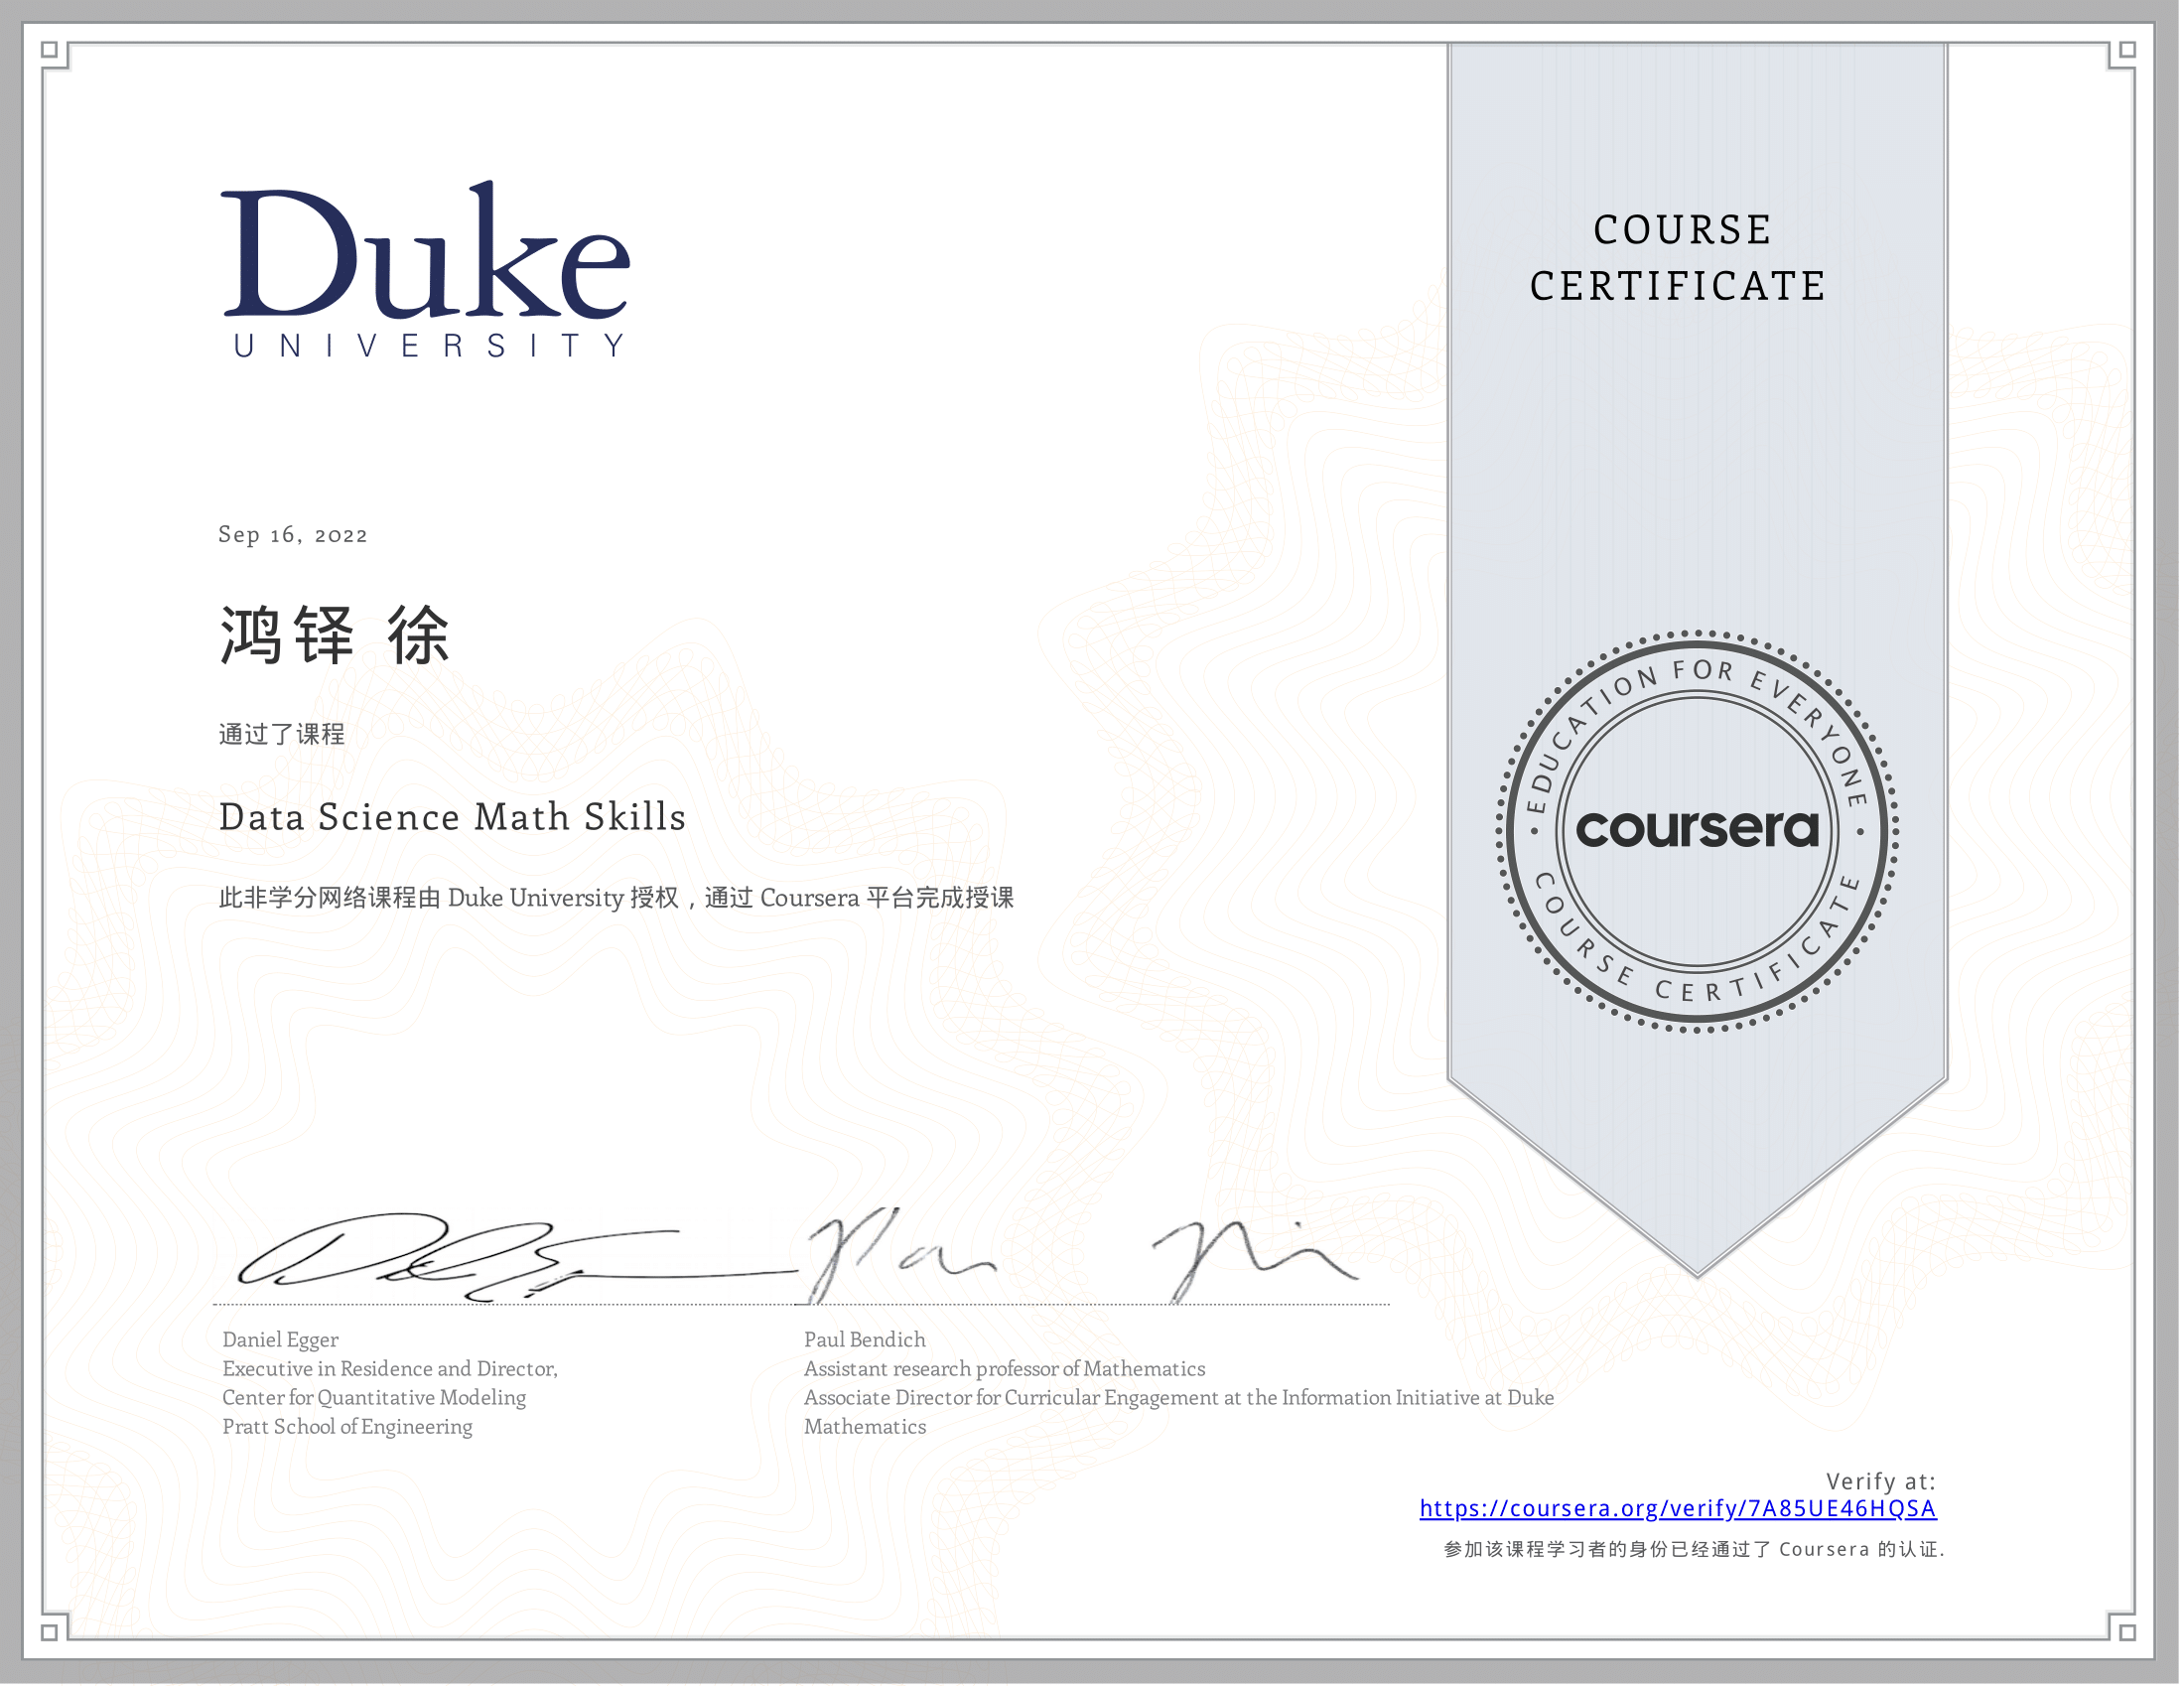 Duke
UNIVERSITY
COURSE
CERTIFICATE
Sep 16, 2022
鸿铎 徐
通过了课程
Data Science Math Skills
此非学分网络课程由 Duke University 授权，通过 Coursera 平台完成授课
EDUCATION FOR EVERYONE
coursera
COURSE CERTIFICATE
Daniel Egger
Executive in Residence and Director,
Center for Quantitative Modeling
Pratt School of Engineering
Paul Bendich
Assistant research professor of Mathematics
Associate Director for Curricular Engagement at the Information Initiative at Duke
Mathematics
Verify at:
https://coursera.org/verify/7A85UE46HQSA
参加该课程学习者的身份已经通过了 Coursera 的认证.